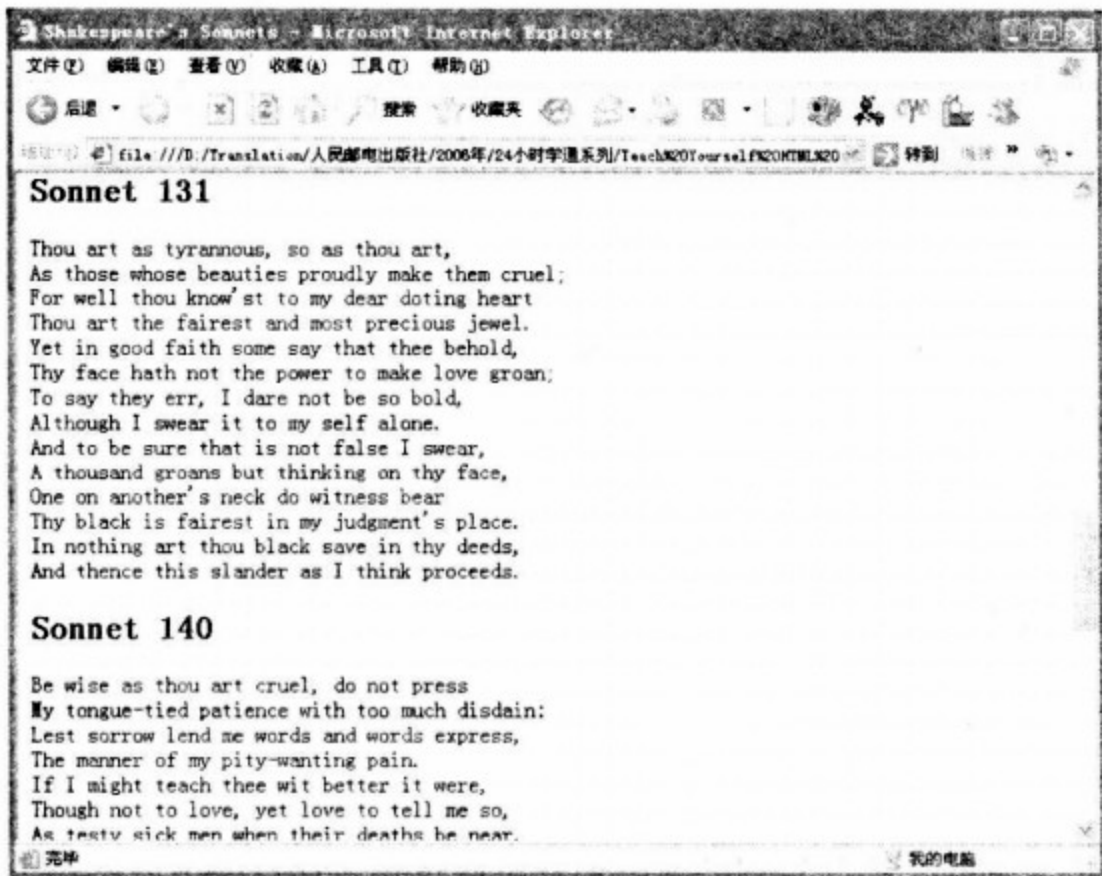 Shakespeare's Sonnets - Microsoft Internet Explorer
文件(F) 编辑(E) 查看(V) 收藏(A) 工具(T) 帮助(H)
后退 搜索 收藏夹
file:///D:/Translation/人民邮电出版社/2006年/24小时学通系列/Teach%20Yourself%20HTML%20 转到 »
Sonnet 131
Thou art as tyrannous, so as thou art,
As those whose beauties proudly make them cruel;
For well thou know'st to my dear doting heart
Thou art the fairest and most precious jewel.
Yet in good faith some say that thee behold,
Thy face hath not the power to make love groan;
To say they err, I dare not be so bold,
Although I swear it to my self alone.
And to be sure that is not false I swear,
A thousand groans but thinking on thy face,
One on another's neck do witness bear
Thy black is fairest in my judgment's place.
In nothing art thou black save in thy deeds,
And thence this slander as I think proceeds.
Sonnet 140
Be wise as thou art cruel, do not press
My tongue-tied patience with too much disdain:
Lest sorrow lend me words and words express,
The manner of my pity-wanting pain.
If I might teach thee wit better it were,
Though not to love, yet love to tell me so,
As testy sick men when their deaths be near,
完毕 我的电脑